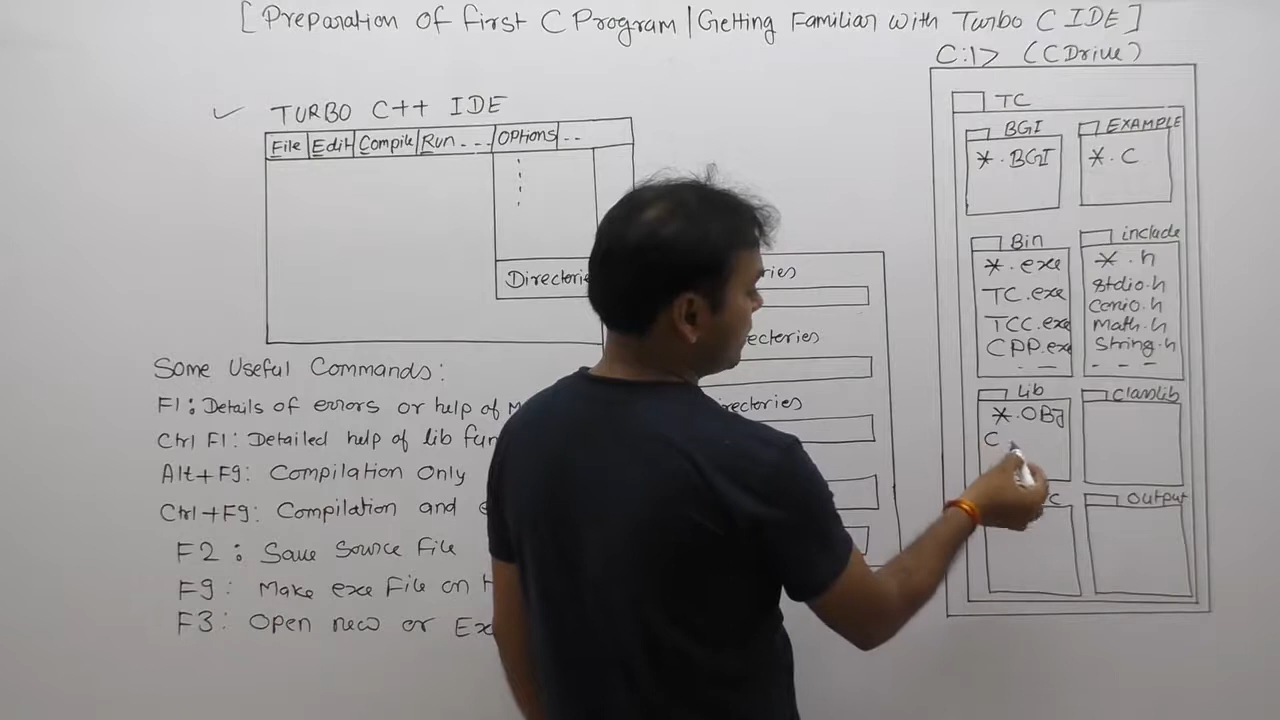 [Preparation of First C Program | Getting Familiar with Turbo C IDE]
C:\> (C Drive)
TURBO C++ IDE
File Edit Compile Run ... Options ..
Directories
ectories
rectories
Some Useful Commands:
F1: Details of errors or help of
Ctrl F1: Detailed help of lib fun
Alt+F9: Compilation Only
Ctrl+F9: Compilation and
F2: Save Source File
F9: Make exe File on
F3: Open new or Ex
TC
BGI
*.BGI
EXAMPLE
*.C
Bin
*.exe
TC.exe
TCC.exe
CPP.exe
include
*.h
stdio.h
conio.h
math.h
string.h
Lib
*.OBJ
C
classlib
C
Output